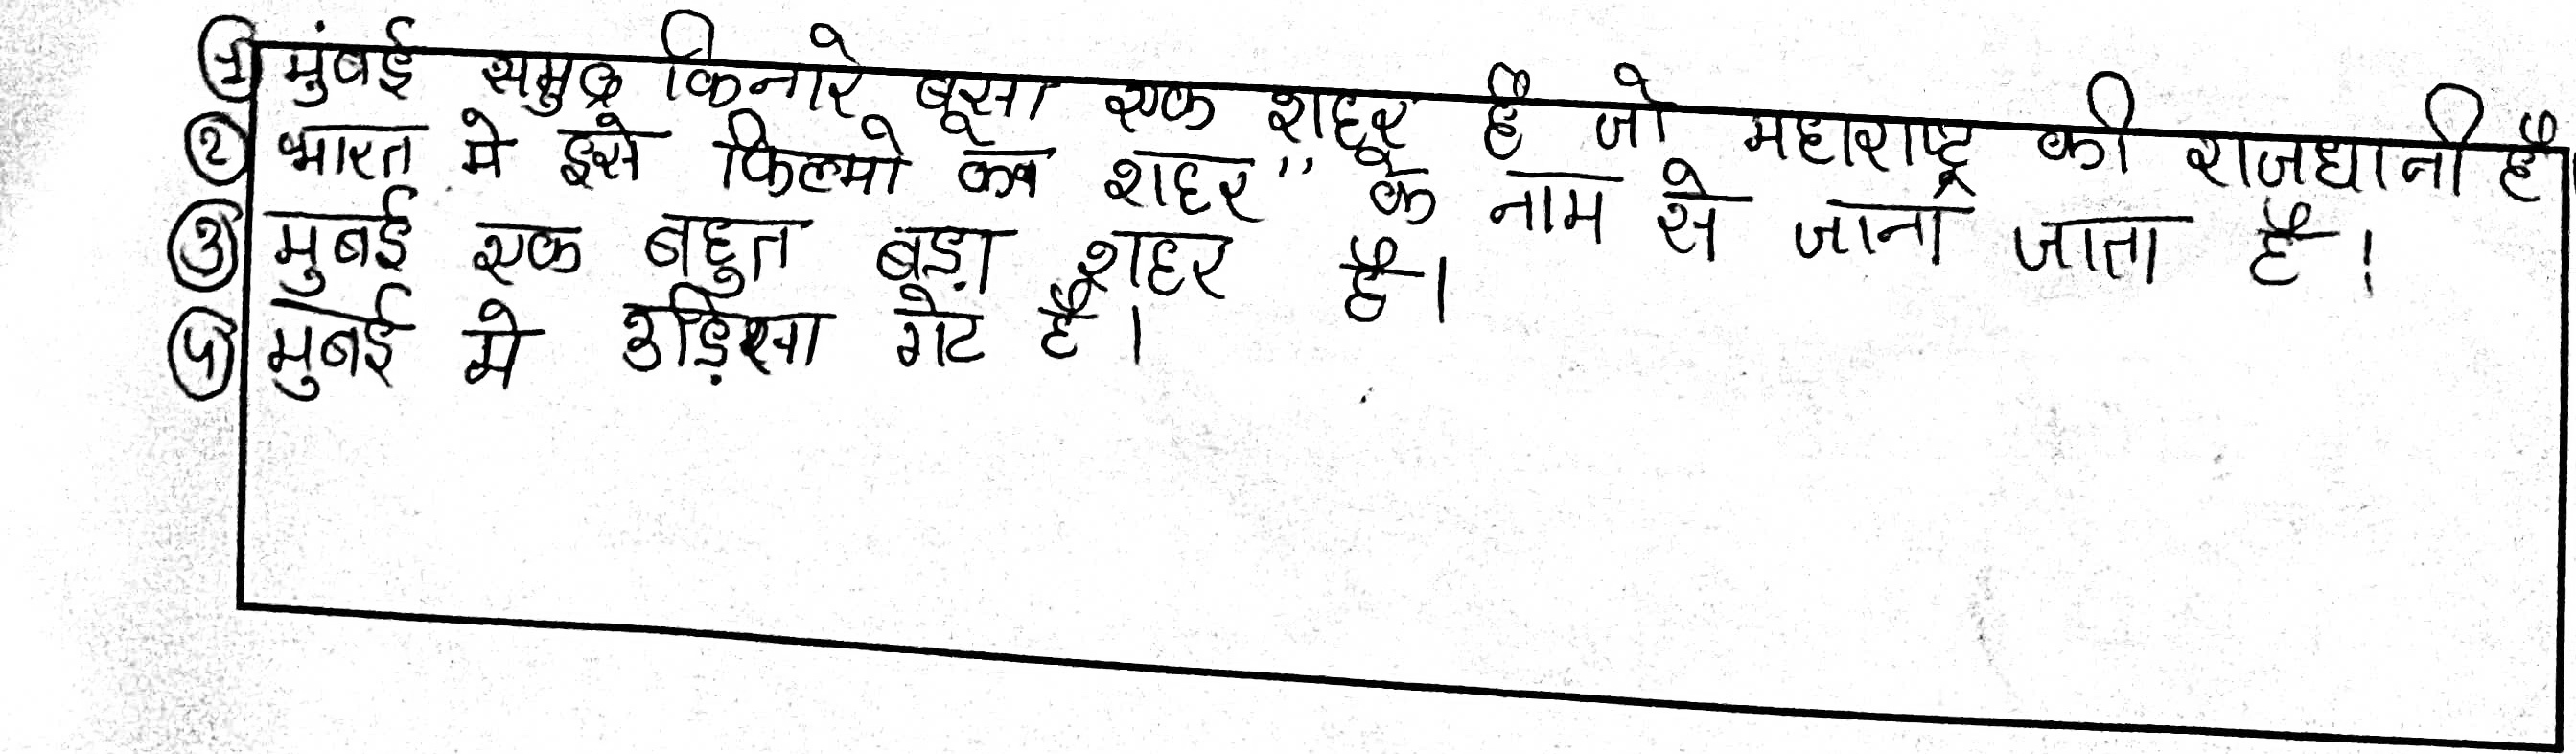 ① मुंबई समुद्र किनारे बसा एक शहर है जो महाराष्ट्र की राजधानी है।
② भारत मे इसे फिल्मो का शहर" के नाम से जाना जाता है।
③ मुबई एक बहुत बड़ा शहर है।
④ मुबई मे उड़िसा गेट है।